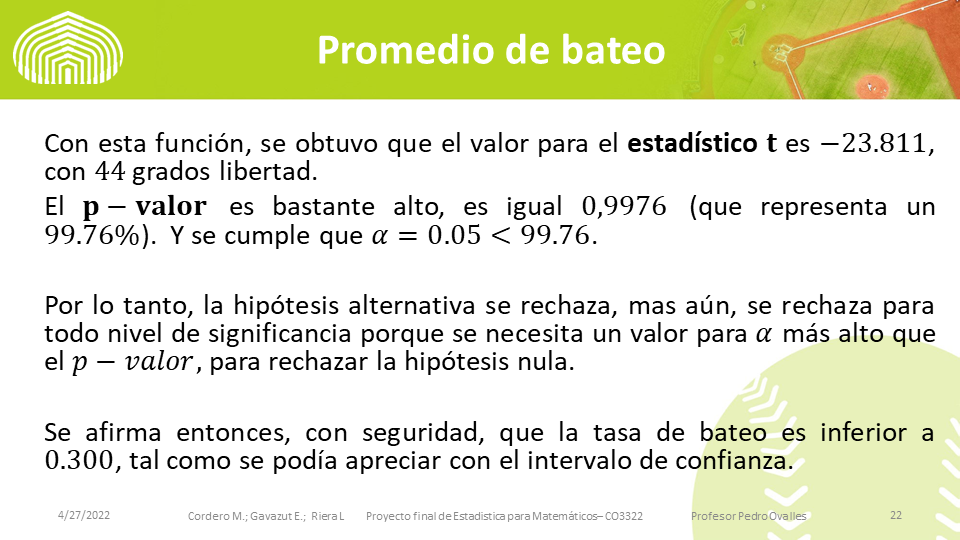 Promedio de bateo
Con esta función, se obtuvo que el valor para el estadístico t es −23.811,
con 44 grados libertad.
El p − valor es bastante alto, es igual 0,9976 (que representa un
99.76%). Y se cumple que α = 0.05 < 99.76.
Por lo tanto, la hipótesis alternativa se rechaza, mas aún, se rechaza para
todo nivel de significancia porque se necesita un valor para α más alto que
el p − valor, para rechazar la hipótesis nula.
Se afirma entonces, con seguridad, que la tasa de bateo es inferior a
0.300, tal como se podía apreciar con el intervalo de confianza.
4/27/2022 Cordero M.; Gavazut E.; Riera L Proyecto final de Estadistica para Matemáticos– CO3322 Profesor Pedro Ovalles 22